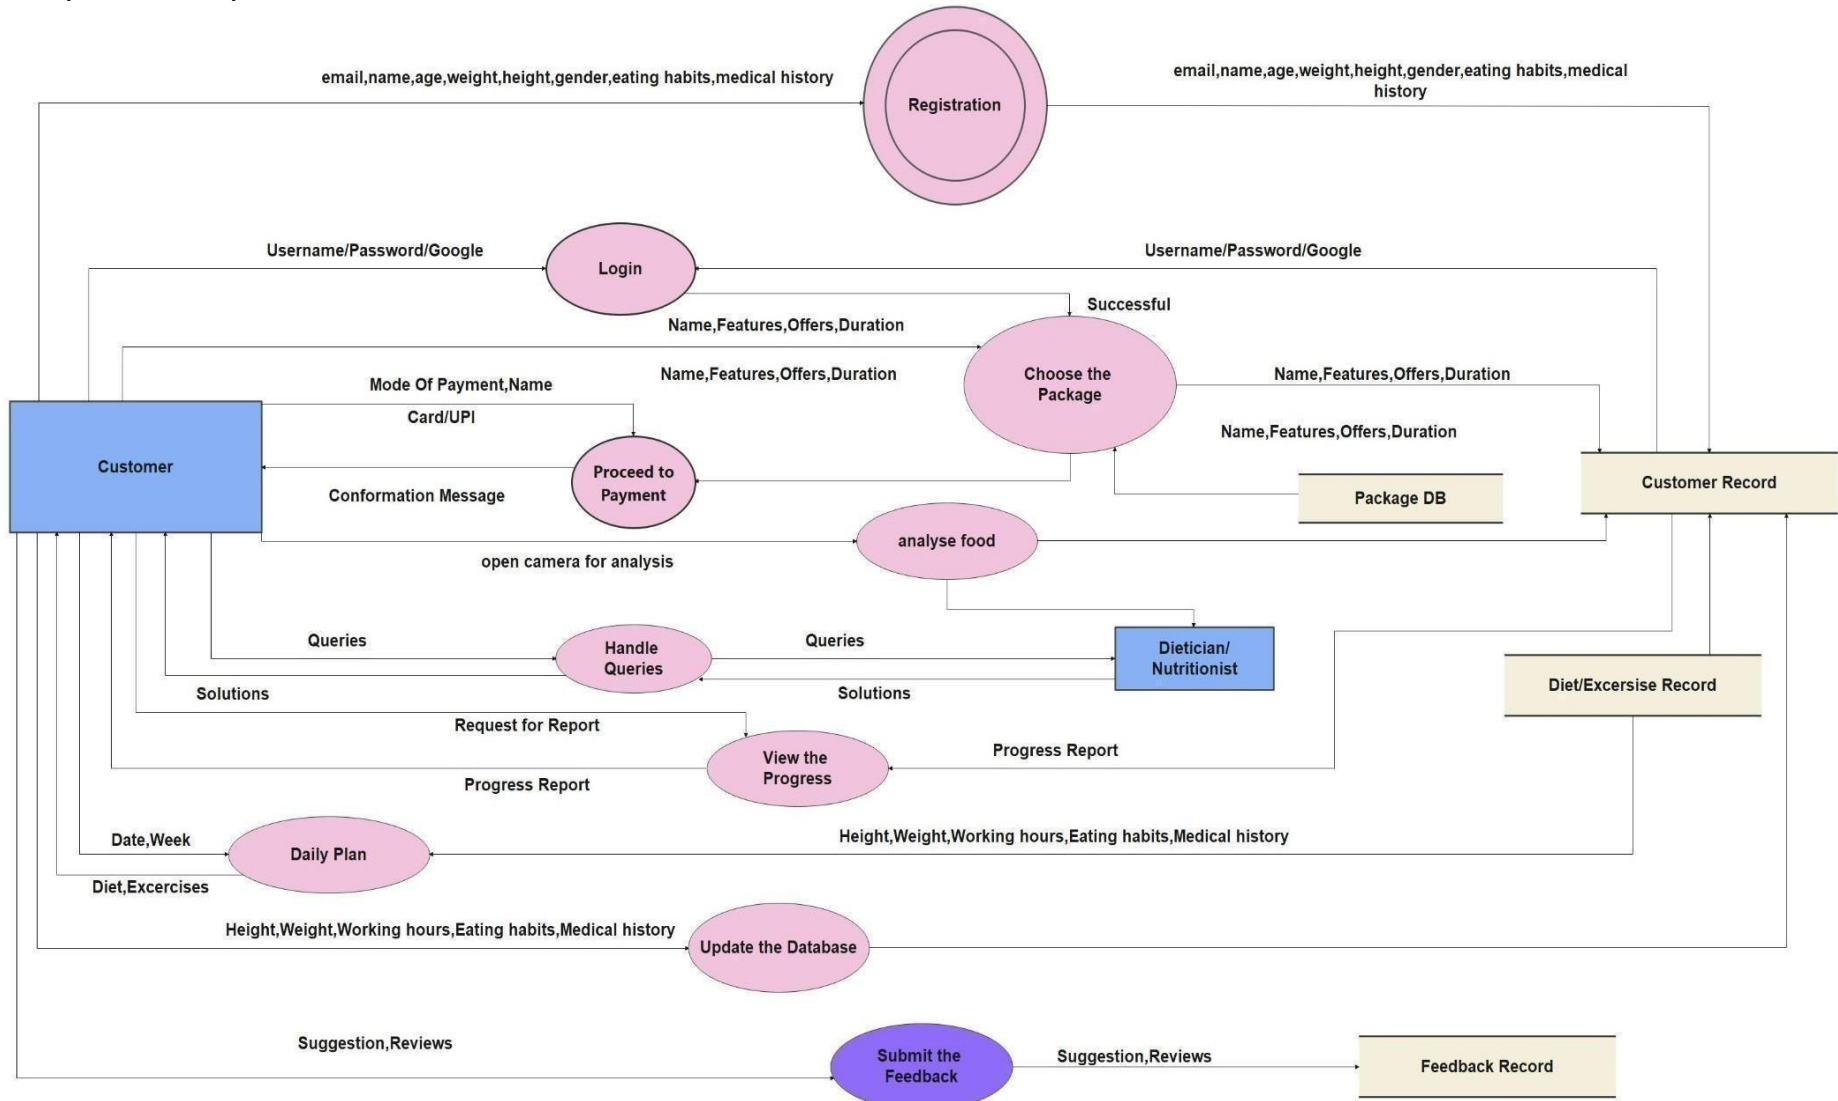 email,name,age,weight,height,gender,eating habits,medical history
email,name,age,weight,height,gender,eating habits,medical
history
Registration
Username/Password/Google
Login
Username/Password/Google
Successful
Name,Features,Offers,Duration
Name,Features,Offers,Duration
Mode Of Payment,Name
Card/UPI
Choose the
Package
Name,Features,Offers,Duration
Name,Features,Offers,Duration
Customer
Proceed to
Payment
Conformation Message
Package DB
Customer Record
analyse food
open camera for analysis
Queries
Handle
Queries
Queries
Dietician/
Nutritionist
Solutions
Solutions
Diet/Excersise Record
Request for Report
View the
Progress
Progress Report
Progress Report
Date,Week
Daily Plan
Height,Weight,Working hours,Eating habits,Medical history
Diet,Excercises
Height,Weight,Working hours,Eating habits,Medical history
Update the Database
Suggestion,Reviews
Submit the
Feedback
Suggestion,Reviews
Feedback Record